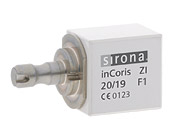 sirona.
inCoris ZI
20/19 F1
CE 0123